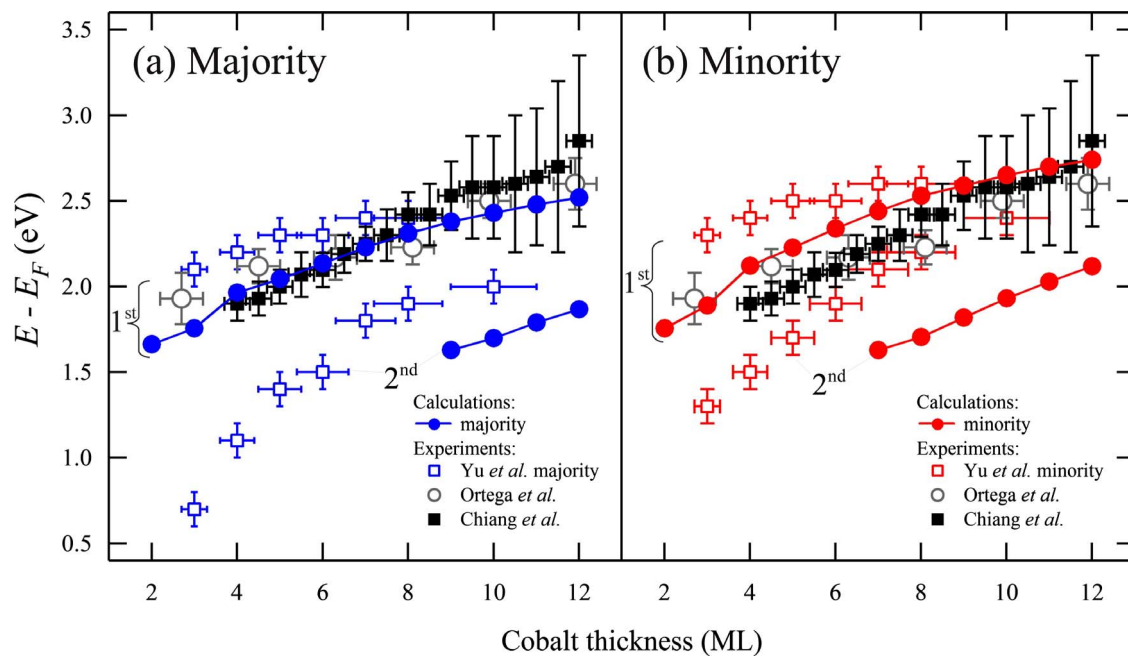 (a) Majority
(b) Minority
3.5
3.0
2.5
2.0
1.5
1.0
0.5
E - E_F (eV)
1st
2nd
Calculations:
majority
Experiments:
Yu et al. majority
Ortega et al.
Chiang et al.
1st
2nd
Calculations:
minority
Experiments:
Yu et al. minority
Ortega et al.
Chiang et al.
2 4 6 8 10 12 2 4 6 8 10 12
Cobalt thickness (ML)